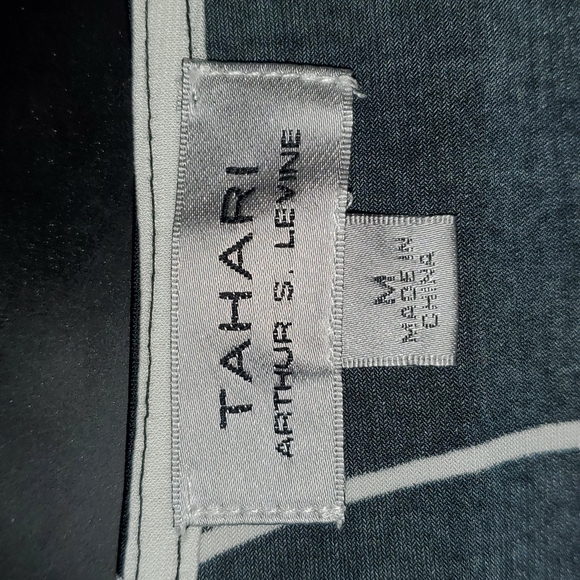 TAHARI
ARTHUR S. LEVINE
M
MADE IN
CHINA